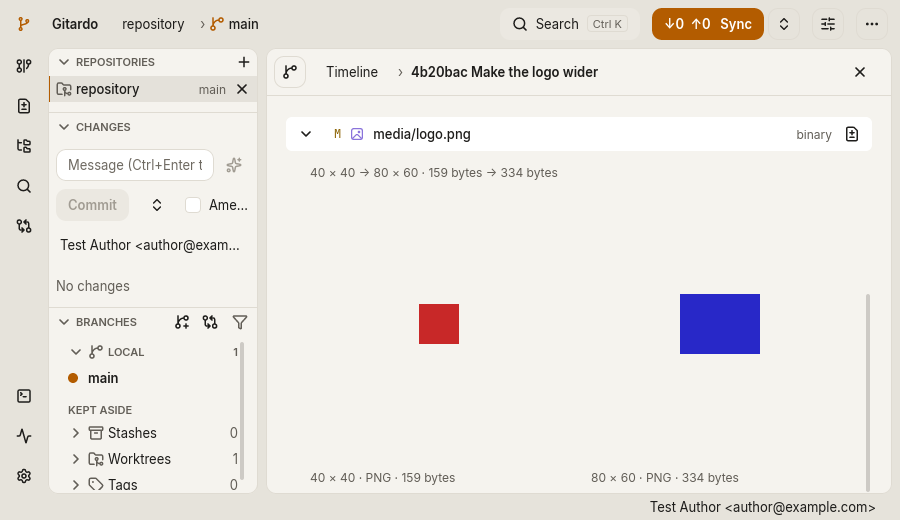 Gitardo repository › main Search Ctrl K ↓0 ↑0 Sync
REPOSITORIES
repository main
CHANGES
Message (Ctrl+Enter t
Commit Ame...
Test Author <author@exam...
No changes
BRANCHES
LOCAL 1
main
KEPT ASIDE
Stashes 0
Worktrees 1
Tags 0
Timeline › 4b20bac Make the logo wider
M media/logo.png binary
40 × 40 → 80 × 60 · 159 bytes → 334 bytes
40 × 40 · PNG · 159 bytes
80 × 60 · PNG · 334 bytes
Test Author <author@example.com>